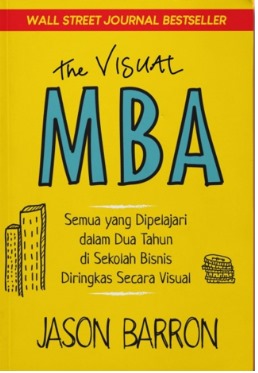 WALL STREET JOURNAL BESTSELLER
the VISUAL
MBA
Semua yang Dipelajari
dalam Dua Tahun
di Sekolah Bisnis
Diringkas Secara Visual
JASON BARRON